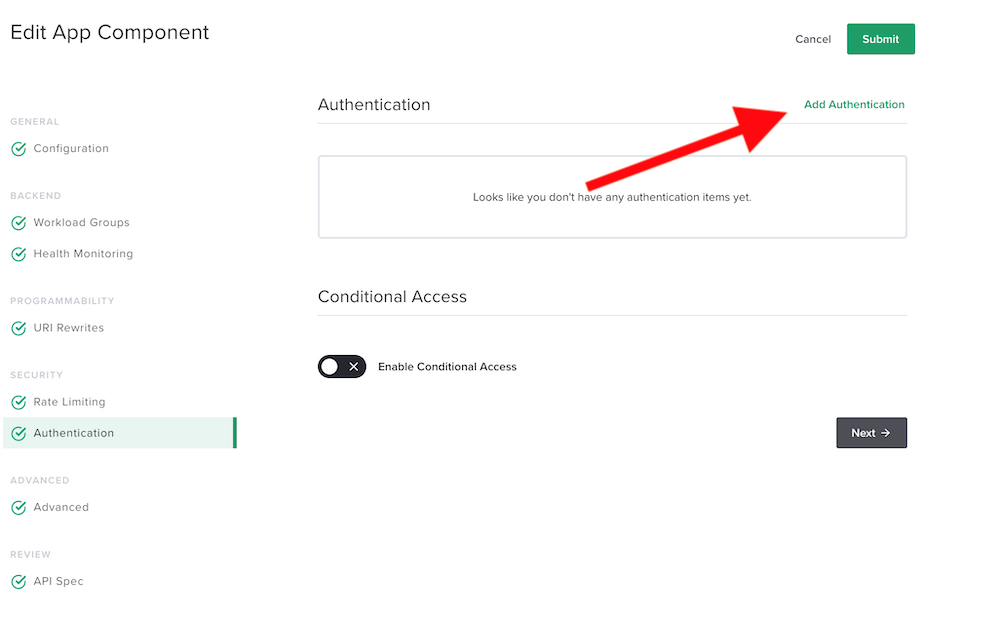 Edit App Component
Cancel
Submit
GENERAL
Configuration
BACKEND
Workload Groups
Health Monitoring
PROGRAMMABILITY
URI Rewrites
SECURITY
Rate Limiting
Authentication
ADVANCED
Advanced
REVIEW
API Spec
Authentication
Add Authentication
Looks like you don't have any authentication items yet.
Conditional Access
Enable Conditional Access
Next →